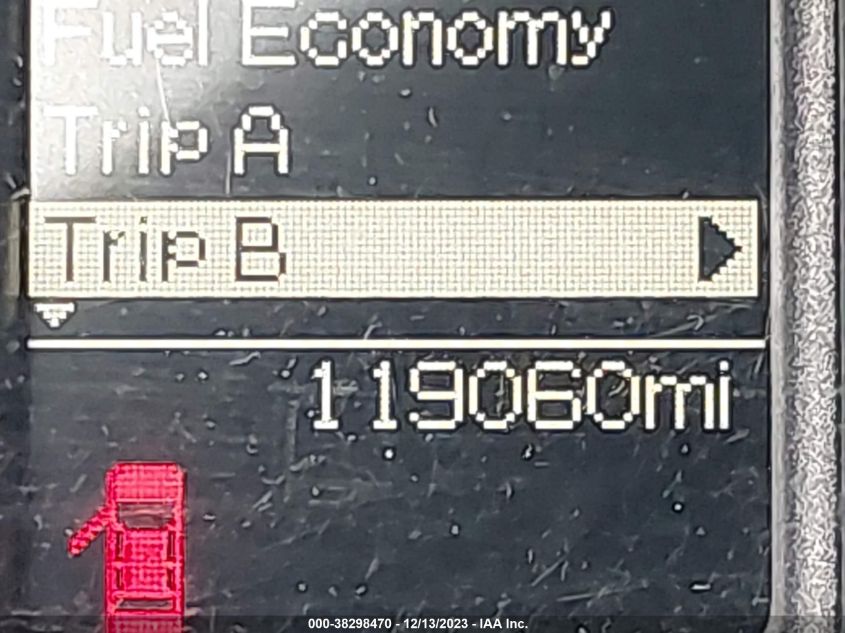 Fuel Economy
Trip A
Trip B
119060mi
000-38298470 - 12/13/2023 - IAA Inc.